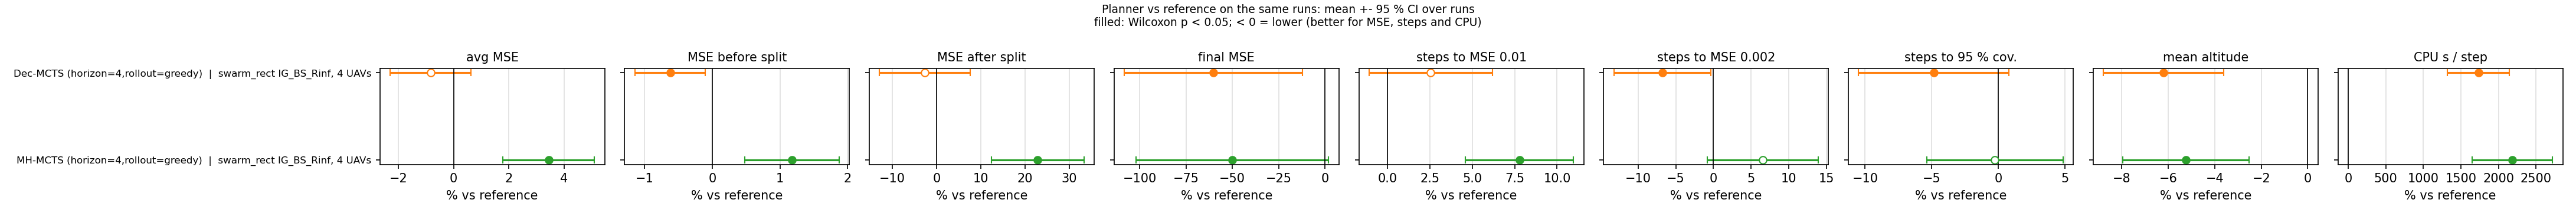 Planner vs reference on the same runs: mean +- 95 % CI over runs
filled: Wilcoxon p < 0.05; < 0 = lower (better for MSE, steps and CPU)
avg MSE
MSE before split
MSE after split
final MSE
steps to MSE 0.01
steps to MSE 0.002
steps to 95 % cov.
mean altitude
CPU s / step
Dec-MCTS (horizon=4,rollout=greedy) | swarm_rect IG_BS_Rinf, 4 UAVs
MH-MCTS (horizon=4,rollout=greedy) | swarm_rect IG_BS_Rinf, 4 UAVs
−2 0 2 4
−1 0 1 2
−10 0 10 20 30
−100 −75 −50 −25 0
0.0 2.5 5.0 7.5 10.0
−10 −5 0 5 10 15
−10 −5 0 5
−8 −6 −4 −2 0
0 500 1000 1500 2000 2500
% vs reference
% vs reference
% vs reference
% vs reference
% vs reference
% vs reference
% vs reference
% vs reference
% vs reference